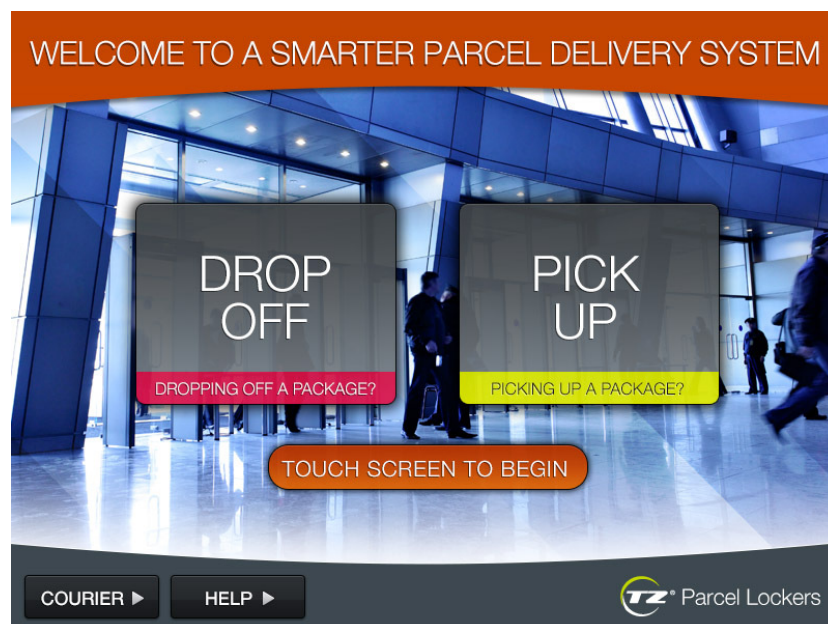 WELCOME TO A SMARTER PARCEL DELIVERY SYSTEM
DROP
OFF
DROPPING OFF A PACKAGE?
PICK
UP
PICKING UP A PACKAGE?
TOUCH SCREEN TO BEGIN
COURIER
HELP
TZ® Parcel Lockers